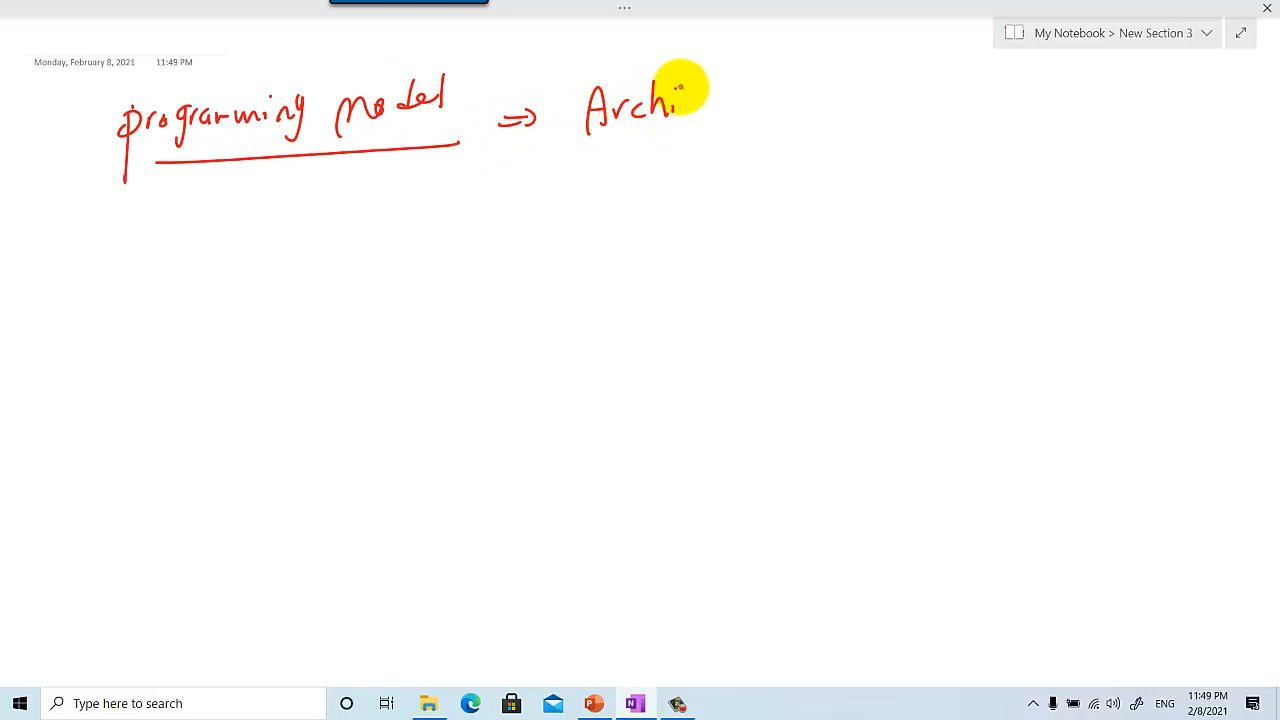 My Notebook > New Section 3
Monday, February 8, 2021 11:49 PM
programming Model ⇒ Archi
Type here to search
ENG
11:49 PM
2/8/2021